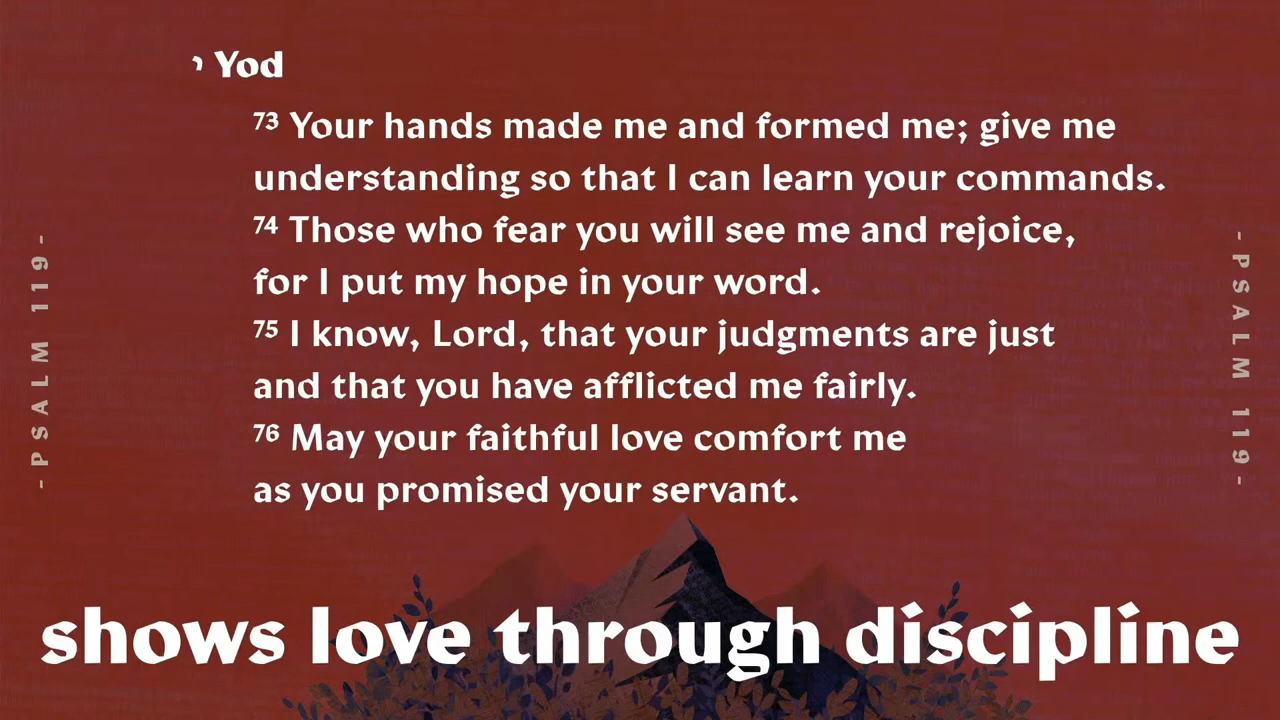 י Yod
73 Your hands made me and formed me; give me
understanding so that I can learn your commands.
74 Those who fear you will see me and rejoice,
for I put my hope in your word.
75 I know, Lord, that your judgments are just
and that you have afflicted me fairly.
76 May your faithful love comfort me
as you promised your servant.
- PSALM 119 -
- PSALM 119 -
shows love through discipline